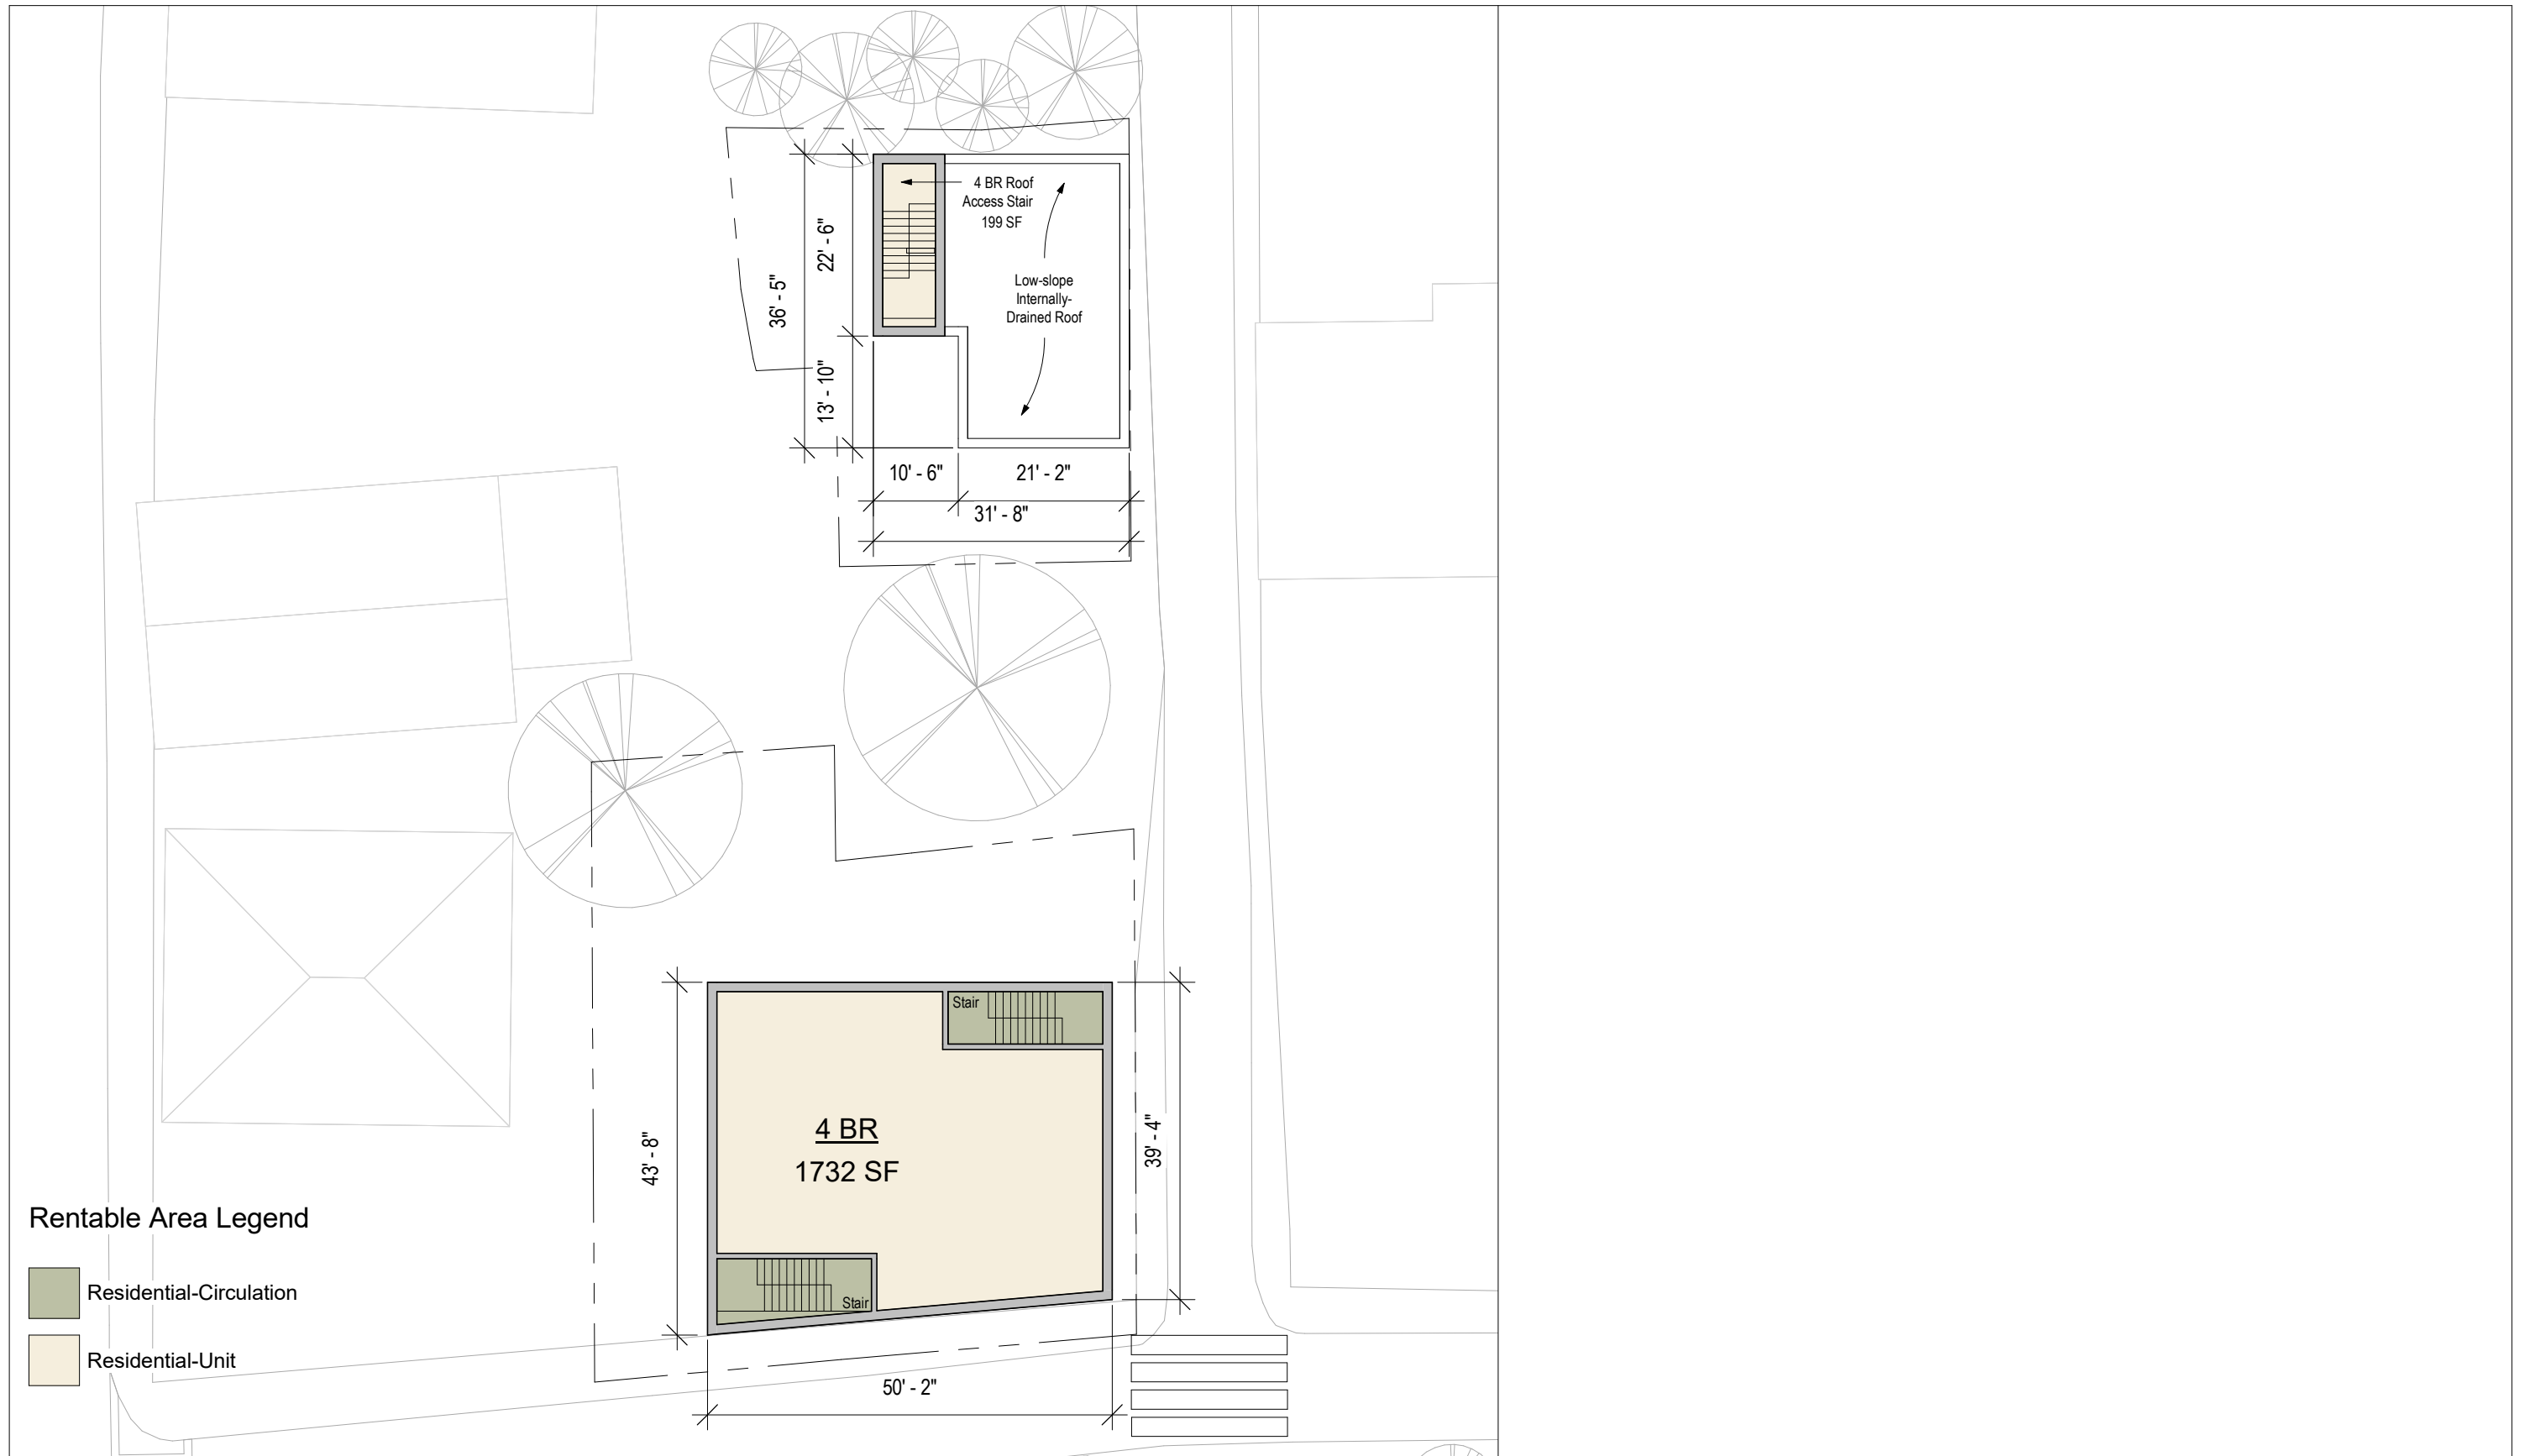 4 BR Roof
Access Stair
199 SF
22' - 6"
36' - 5"
Low-slope
Internally-
Drained Roof
13' - 10"
10' - 6"
21' - 2"
31' - 8"
Stair
4 BR
1732 SF
43' - 8"
39' - 4"
Stair
50' - 2"
Rentable Area Legend
Residential-Circulation
Residential-Unit